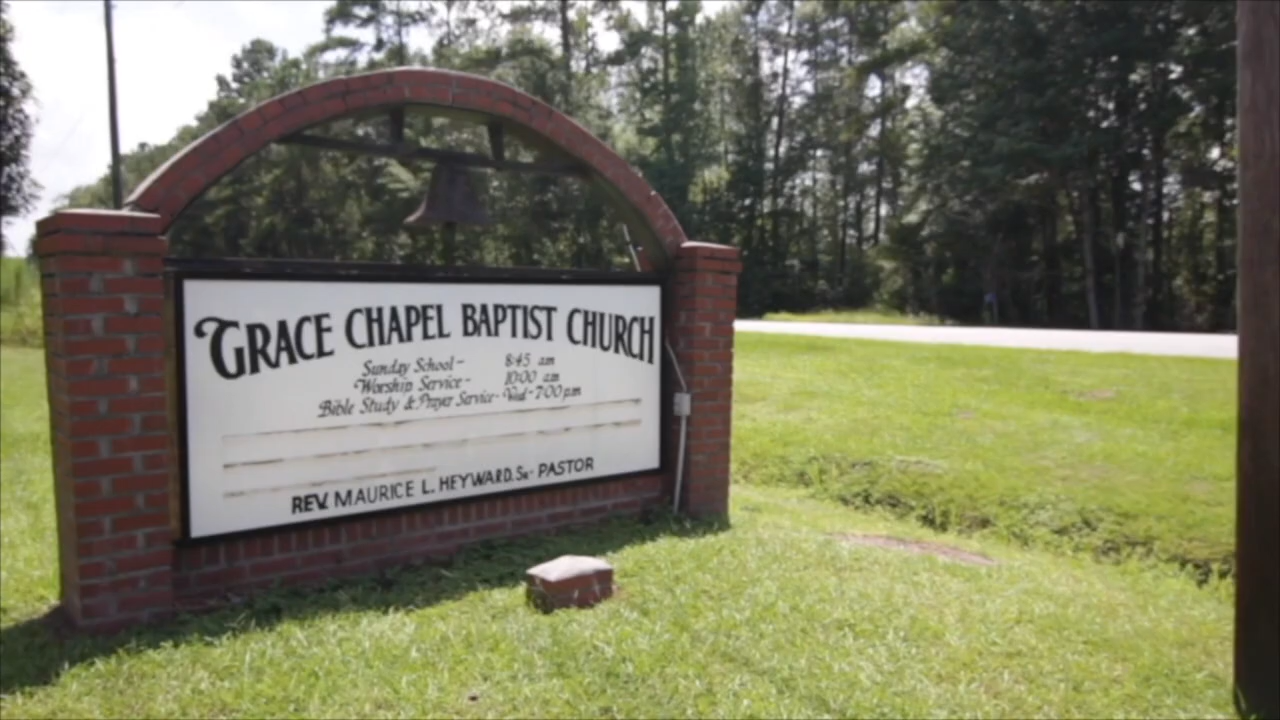 GRACE CHAPEL BAPTIST CHURCH
Sunday School - 8:45 am
Worship Service - 10:00 am
Bible Study & Prayer Service - Wed - 7:00 p.m
REV. MAURICE L. HEYWARD. Sr - PASTOR